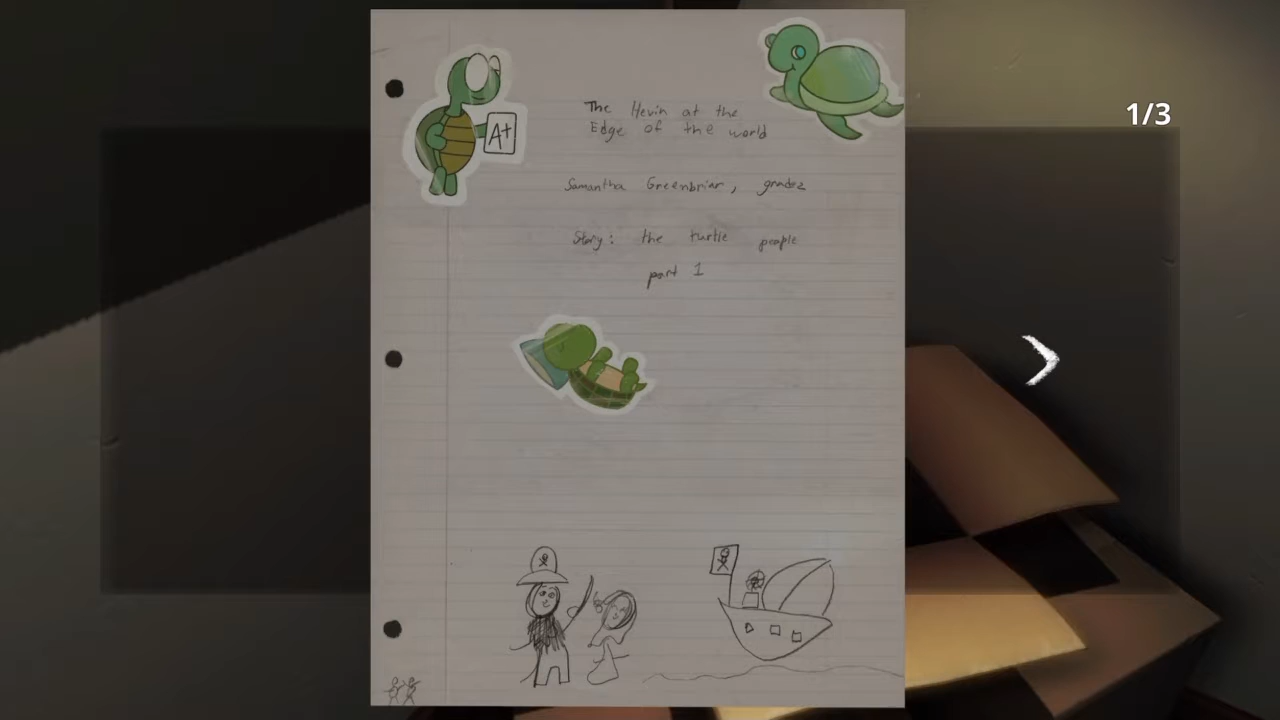 A+
1/3
The Hevin at the
Edge of the world
Samantha Greenbriar, grade2
Story: the turtle people
part 1